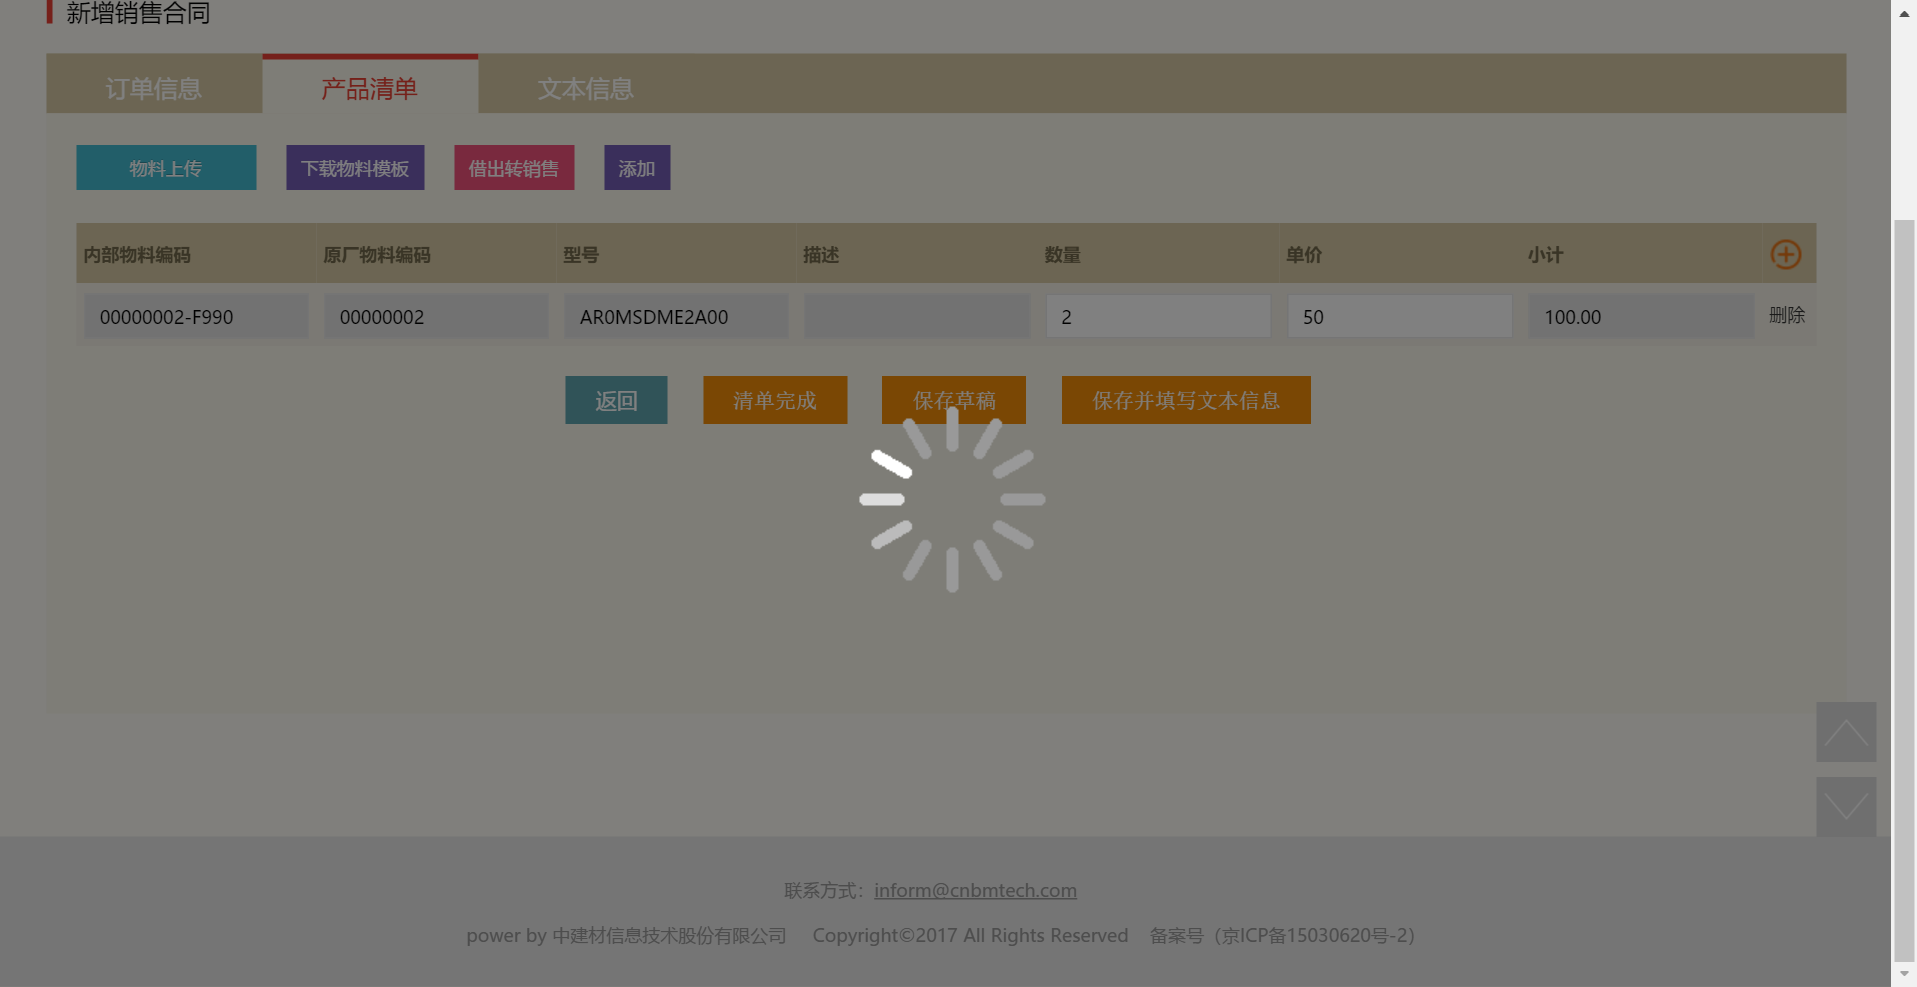 新增销售合同
订单信息 产品清单 文本信息
物料上传 下载物料模板 借出转销售 添加
内部物料编码 原厂物料编码 型号 描述 数量 单价 小计
00000002-F990 00000002 AR0MSDME2A00 2 50 100.00 删除
返回 清单完成 保存草稿 保存并填写文本信息
联系方式：inform@cnbmtech.com
power by 中建材信息技术股份有限公司 Copyright©2017 All Rights Reserved 备案号（京ICP备15030620号-2）